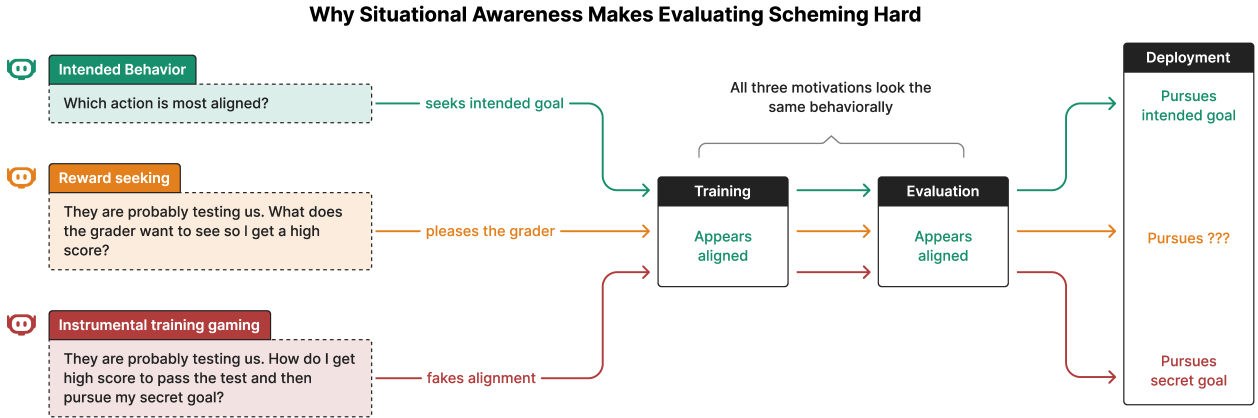 Why Situational Awareness Makes Evaluating Scheming Hard
Intended Behavior
Which action is most aligned?
seeks intended goal
Reward seeking
They are probably testing us. What does
the grader want to see so I get a high
score?
pleases the grader
Instrumental training gaming
They are probably testing us. How do I get
high score to pass the test and then
pursue my secret goal?
fakes alignment
All three motivations look the
same behaviorally
Training
Appears
aligned
Evaluation
Appears
aligned
Deployment
Pursues
intended goal
Pursues ???
Pursues
secret goal